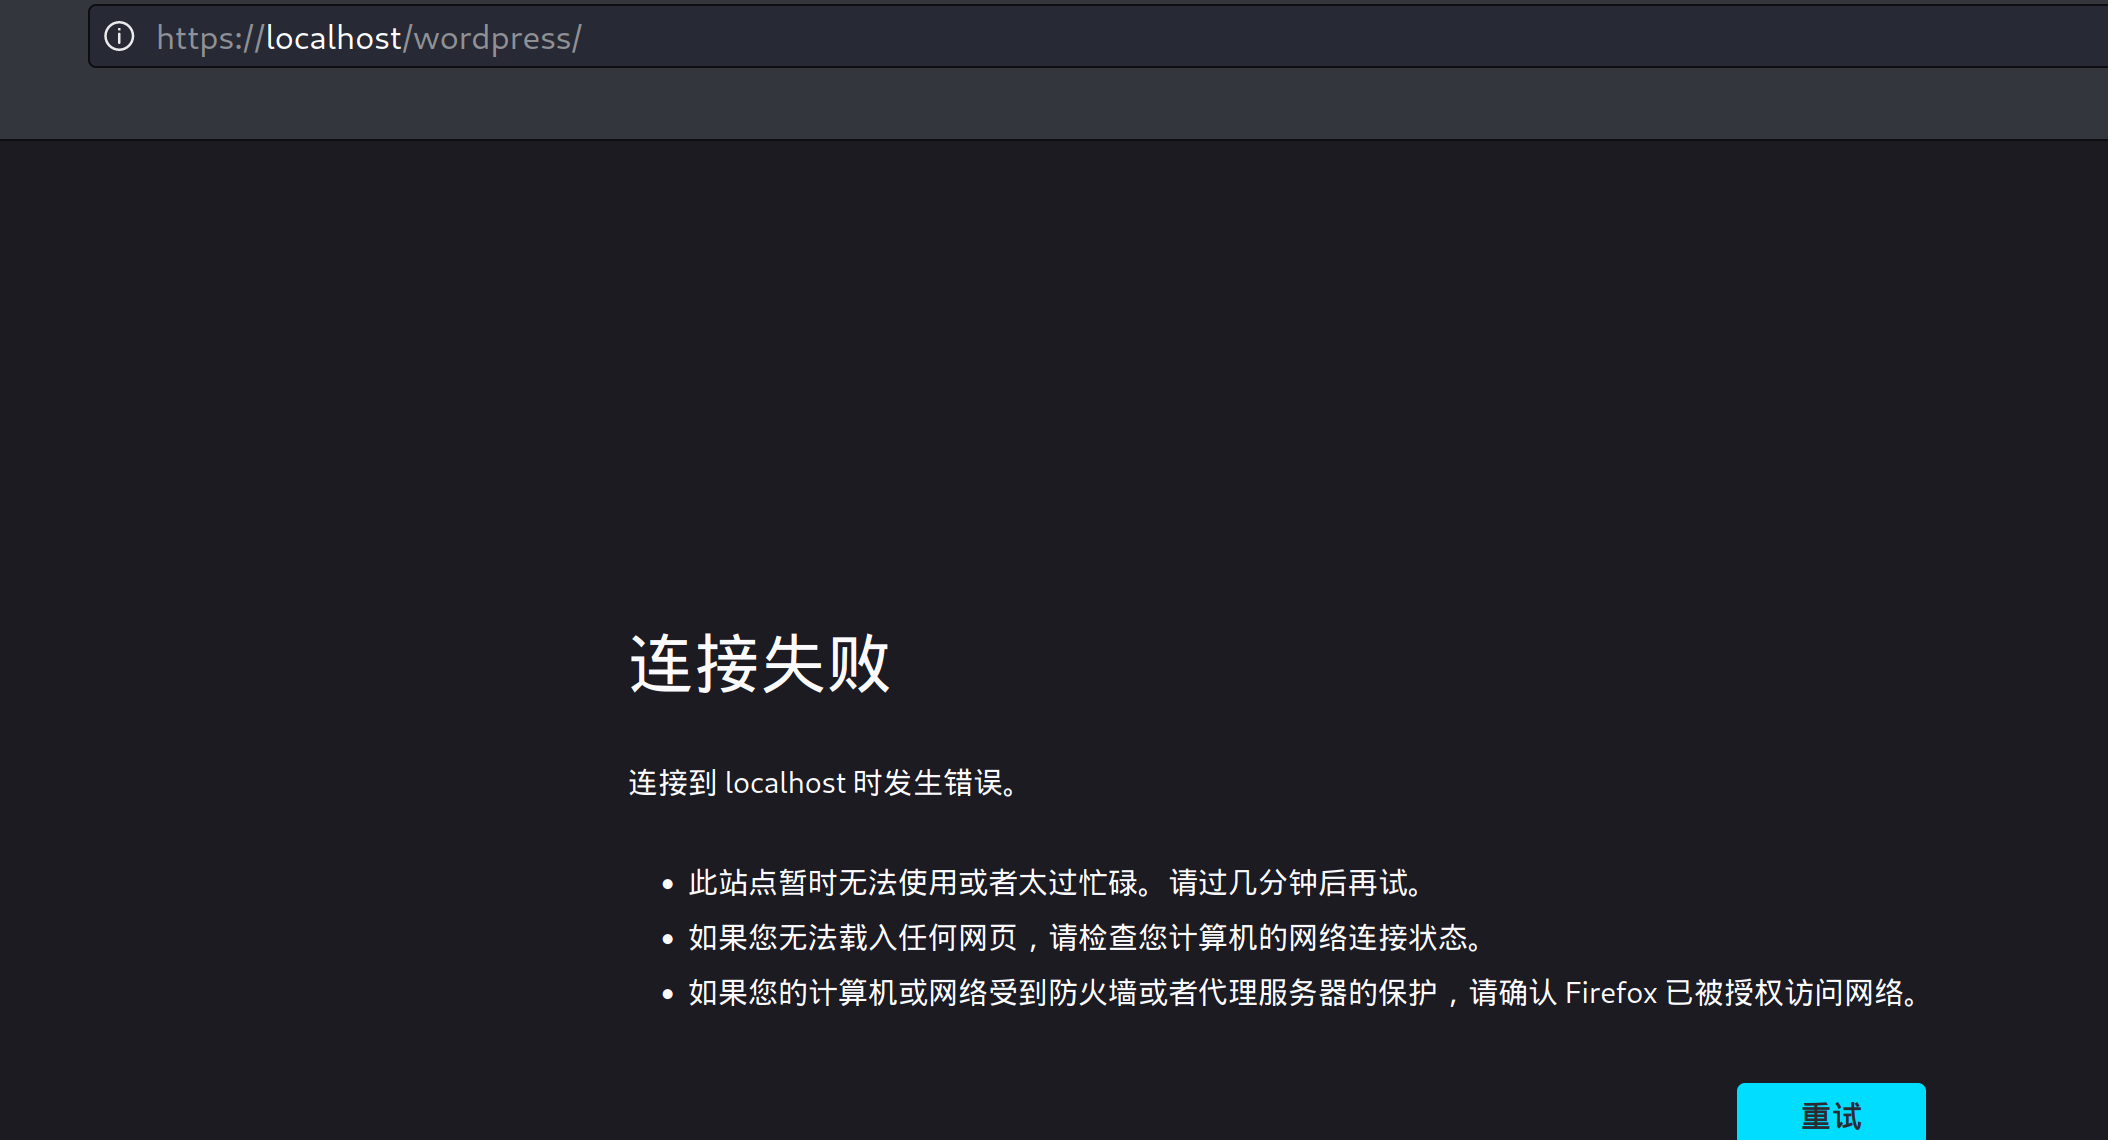 https://localhost/wordpress/
连接失败
连接到 localhost 时发生错误。
• 此站点暂时无法使用或者太过忙碌。请过几分钟后再试。
• 如果您无法载入任何网页，请检查您计算机的网络连接状态。
• 如果您的计算机或网络受到防火墙或者代理服务器的保护，请确认 Firefox 已被授权访问网络。
重试